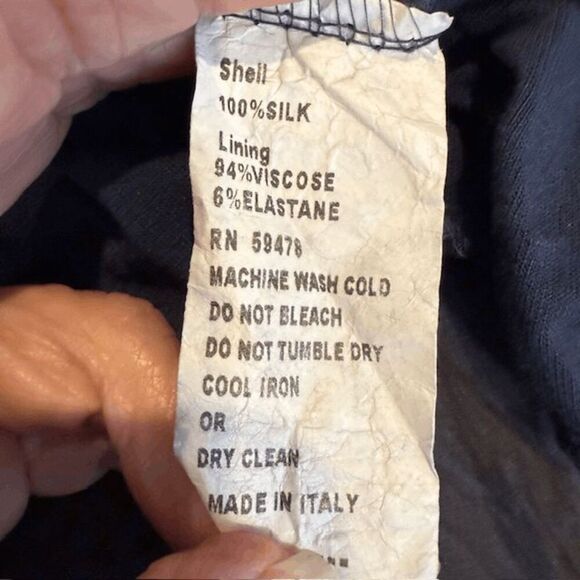 Shell
100%SILK
Lining
94%VISCOSE
6%ELASTANE
RN 59478
MACHINE WASH COLD
DO NOT BLEACH
DO NOT TUMBLE DRY
COOL IRON
OR
DRY CLEAN
MADE IN ITALY